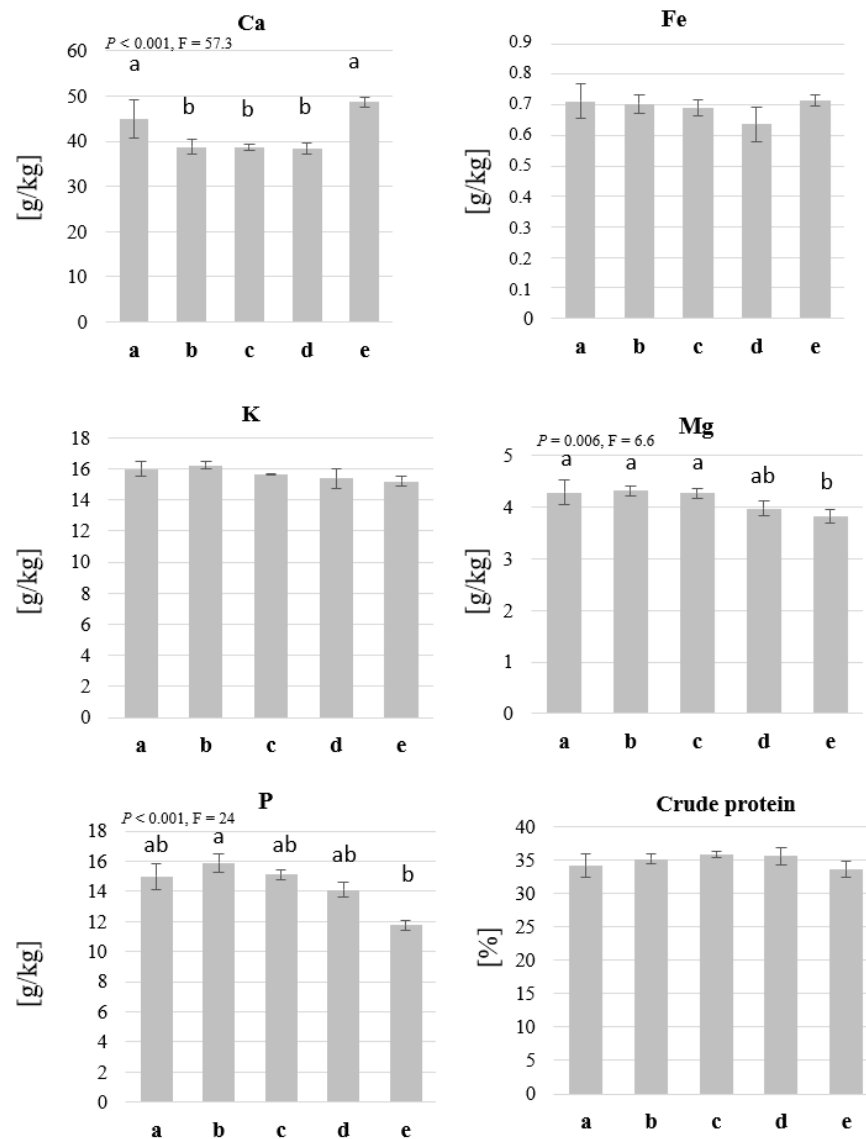 Ca
P < 0.001, F = 57.3
60
50
40
30
20
10
0
[g/kg]
a
b
b
b
a
a b c d e
Fe
0.9
0.8
0.7
0.6
0.5
0.4
0.3
0.2
0.1
0
[g/kg]
a b c d e
K
18
16
14
12
10
8
6
4
2
0
[g/kg]
a b c d e
Mg
P = 0.006, F = 6.6
5
4
3
2
1
0
[g/kg]
a
a
a
ab
b
a b c d e
P
P < 0.001, F = 24
18
16
14
12
10
8
6
4
2
0
[g/kg]
ab
a
ab
ab
b
a b c d e
Crude protein
40
35
30
25
20
15
10
5
0
[%]
a b c d e